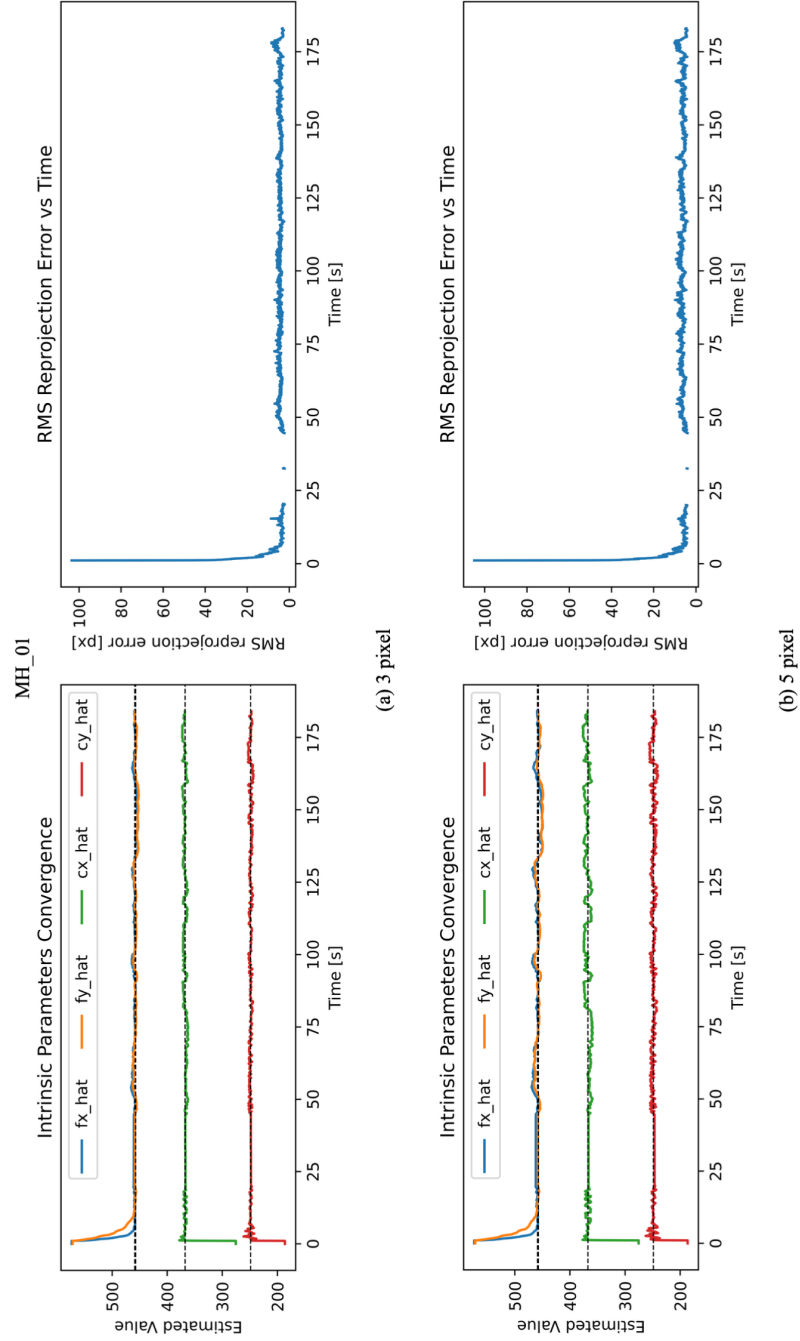 MH_01
Intrinsic Parameters Convergence
fx_hat fy_hat cx_hat cy_hat
500
400
300
200
Estimated Value
0 25 50 75 100 125 150 175
Time [s]
RMS Reprojection Error vs Time
100
80
60
40
20
0
RMS reprojection error [px]
0 25 50 75 100 125 150 175
Time [s]
(a) 3 pixel
Intrinsic Parameters Convergence
fx_hat fy_hat cx_hat cy_hat
500
400
300
200
Estimated Value
0 25 50 75 100 125 150 175
Time [s]
RMS Reprojection Error vs Time
100
80
60
40
20
0
RMS reprojection error [px]
0 25 50 75 100 125 150 175
Time [s]
(b) 5 pixel